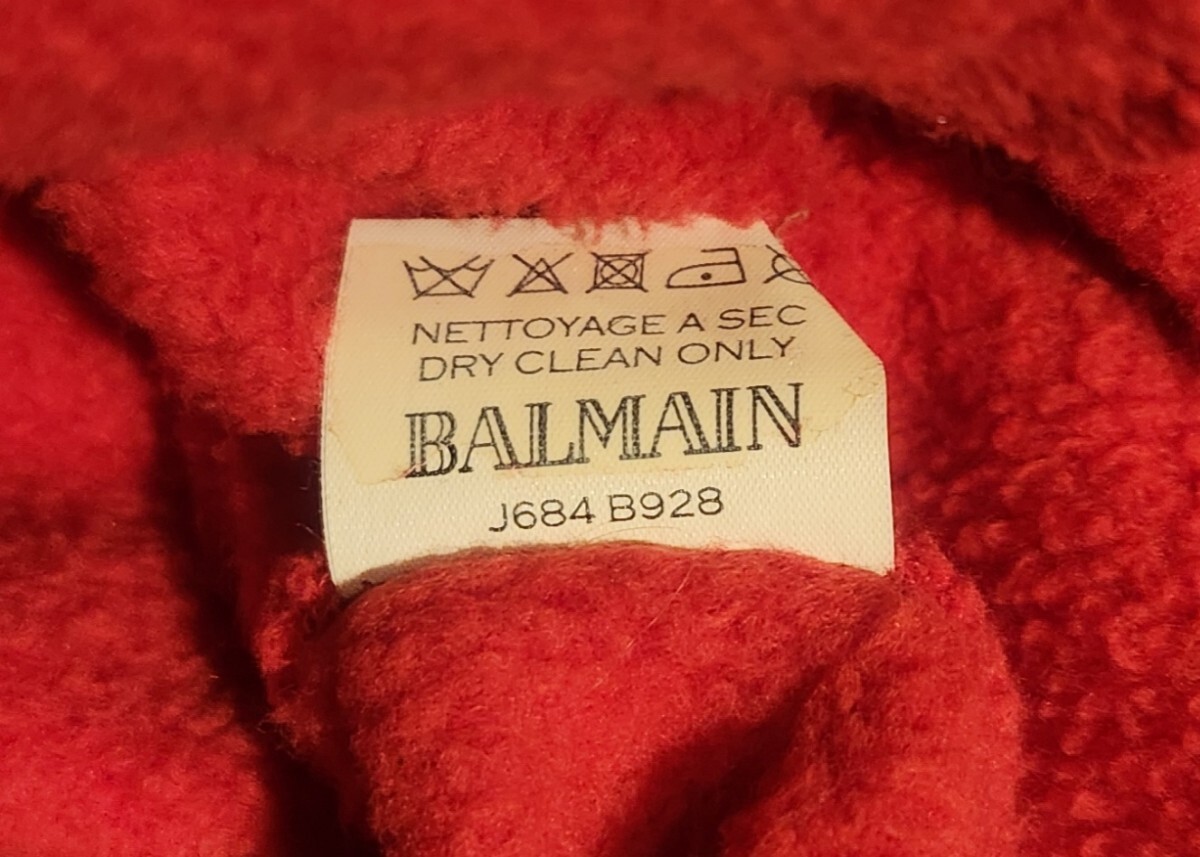 NETTOYAGE A SEC
DRY CLEAN ONLY
BALMAIN
J684 B928